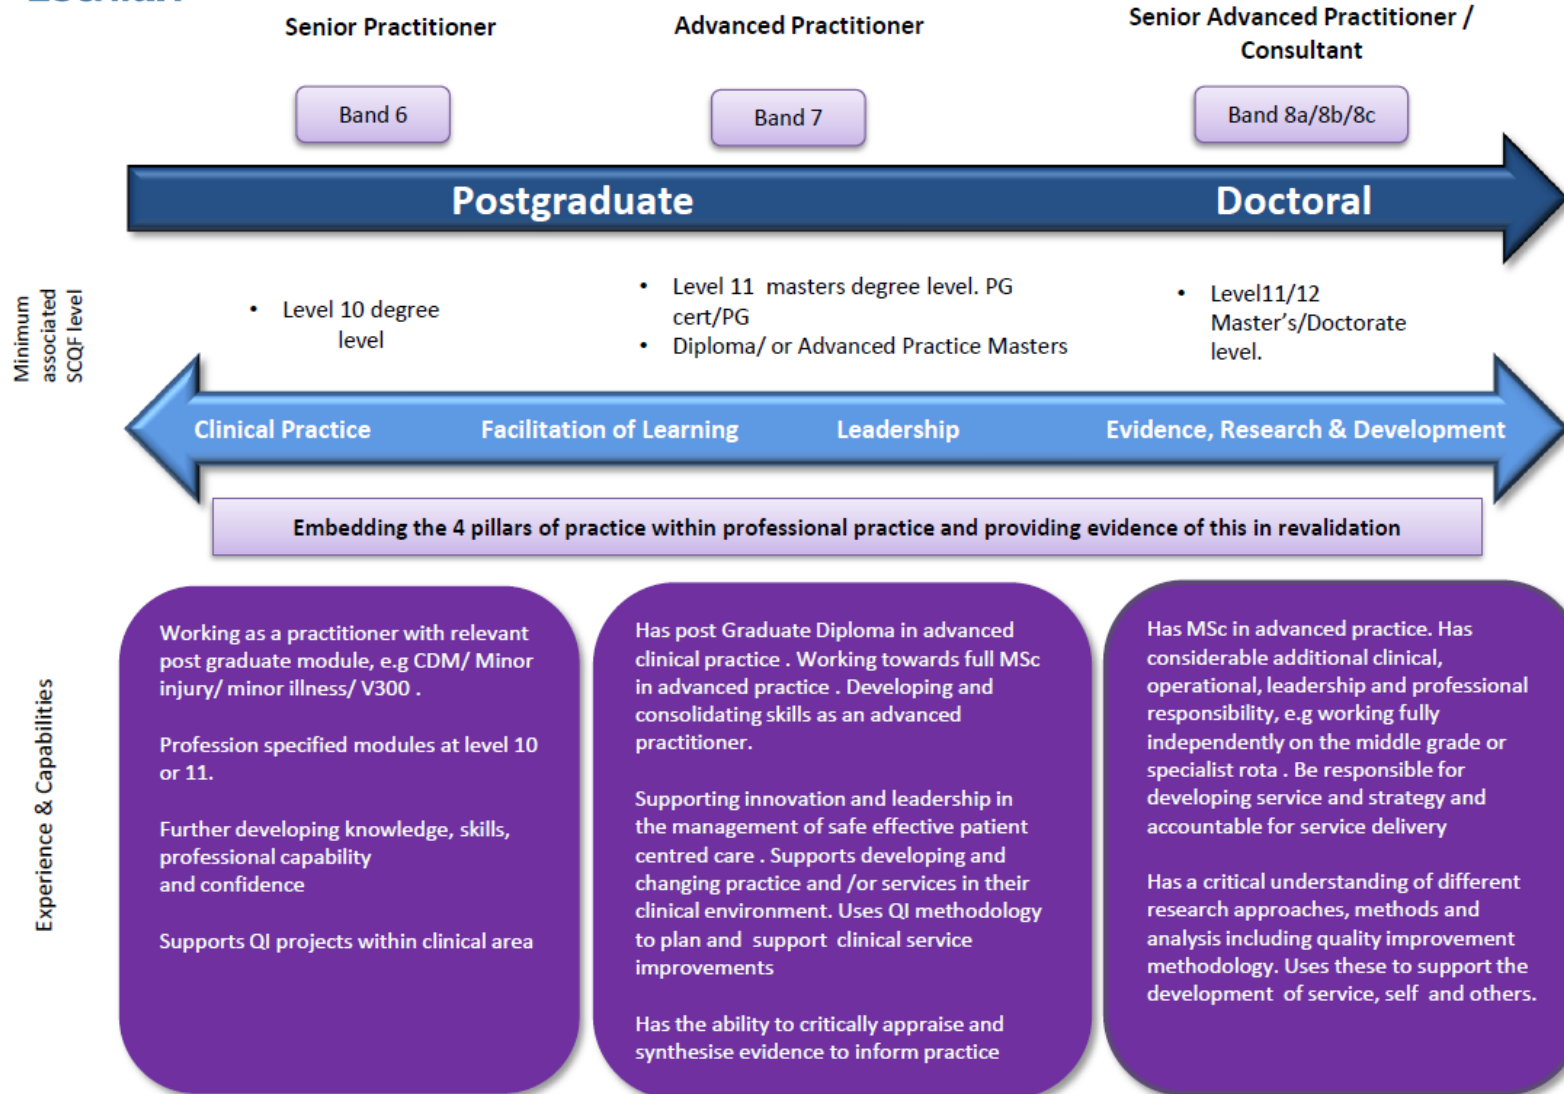 Senior Practitioner
Advanced Practitioner
Senior Advanced Practitioner /
Consultant
Band 6
Band 7
Band 8a/8b/8c
Postgraduate
Doctoral
Minimum
associated
SCQF level
• Level 10 degree
level
• Level 11 masters degree level. PG
cert/PG
• Diploma/ or Advanced Practice Masters
• Level11/12
Master's/Doctorate
level.
Clinical Practice
Facilitation of Learning
Leadership
Evidence, Research & Development
Embedding the 4 pillars of practice within professional practice and providing evidence of this in revalidation
Experience & Capabilities
Working as a practitioner with relevant
post graduate module, e.g CDM/ Minor
injury/ minor illness/ V300 .
Profession specified modules at level 10
or 11.
Further developing knowledge, skills,
professional capability
and confidence
Supports QI projects within clinical area
Has post Graduate Diploma in advanced
clinical practice . Working towards full MSc
in advanced practice . Developing and
consolidating skills as an advanced
practitioner.
Supporting innovation and leadership in
the management of safe effective patient
centred care . Supports developing and
changing practice and /or services in their
clinical environment. Uses QI methodology
to plan and support clinical service
improvements
Has the ability to critically appraise and
synthesise evidence to inform practice
Has MSc in advanced practice. Has
considerable additional clinical,
operational, leadership and professional
responsibility, e.g working fully
independently on the middle grade or
specialist rota . Be responsible for
developing service and strategy and
accountable for service delivery
Has a critical understanding of different
research approaches, methods and
analysis including quality improvement
methodology. Uses these to support the
development of service, self and others.